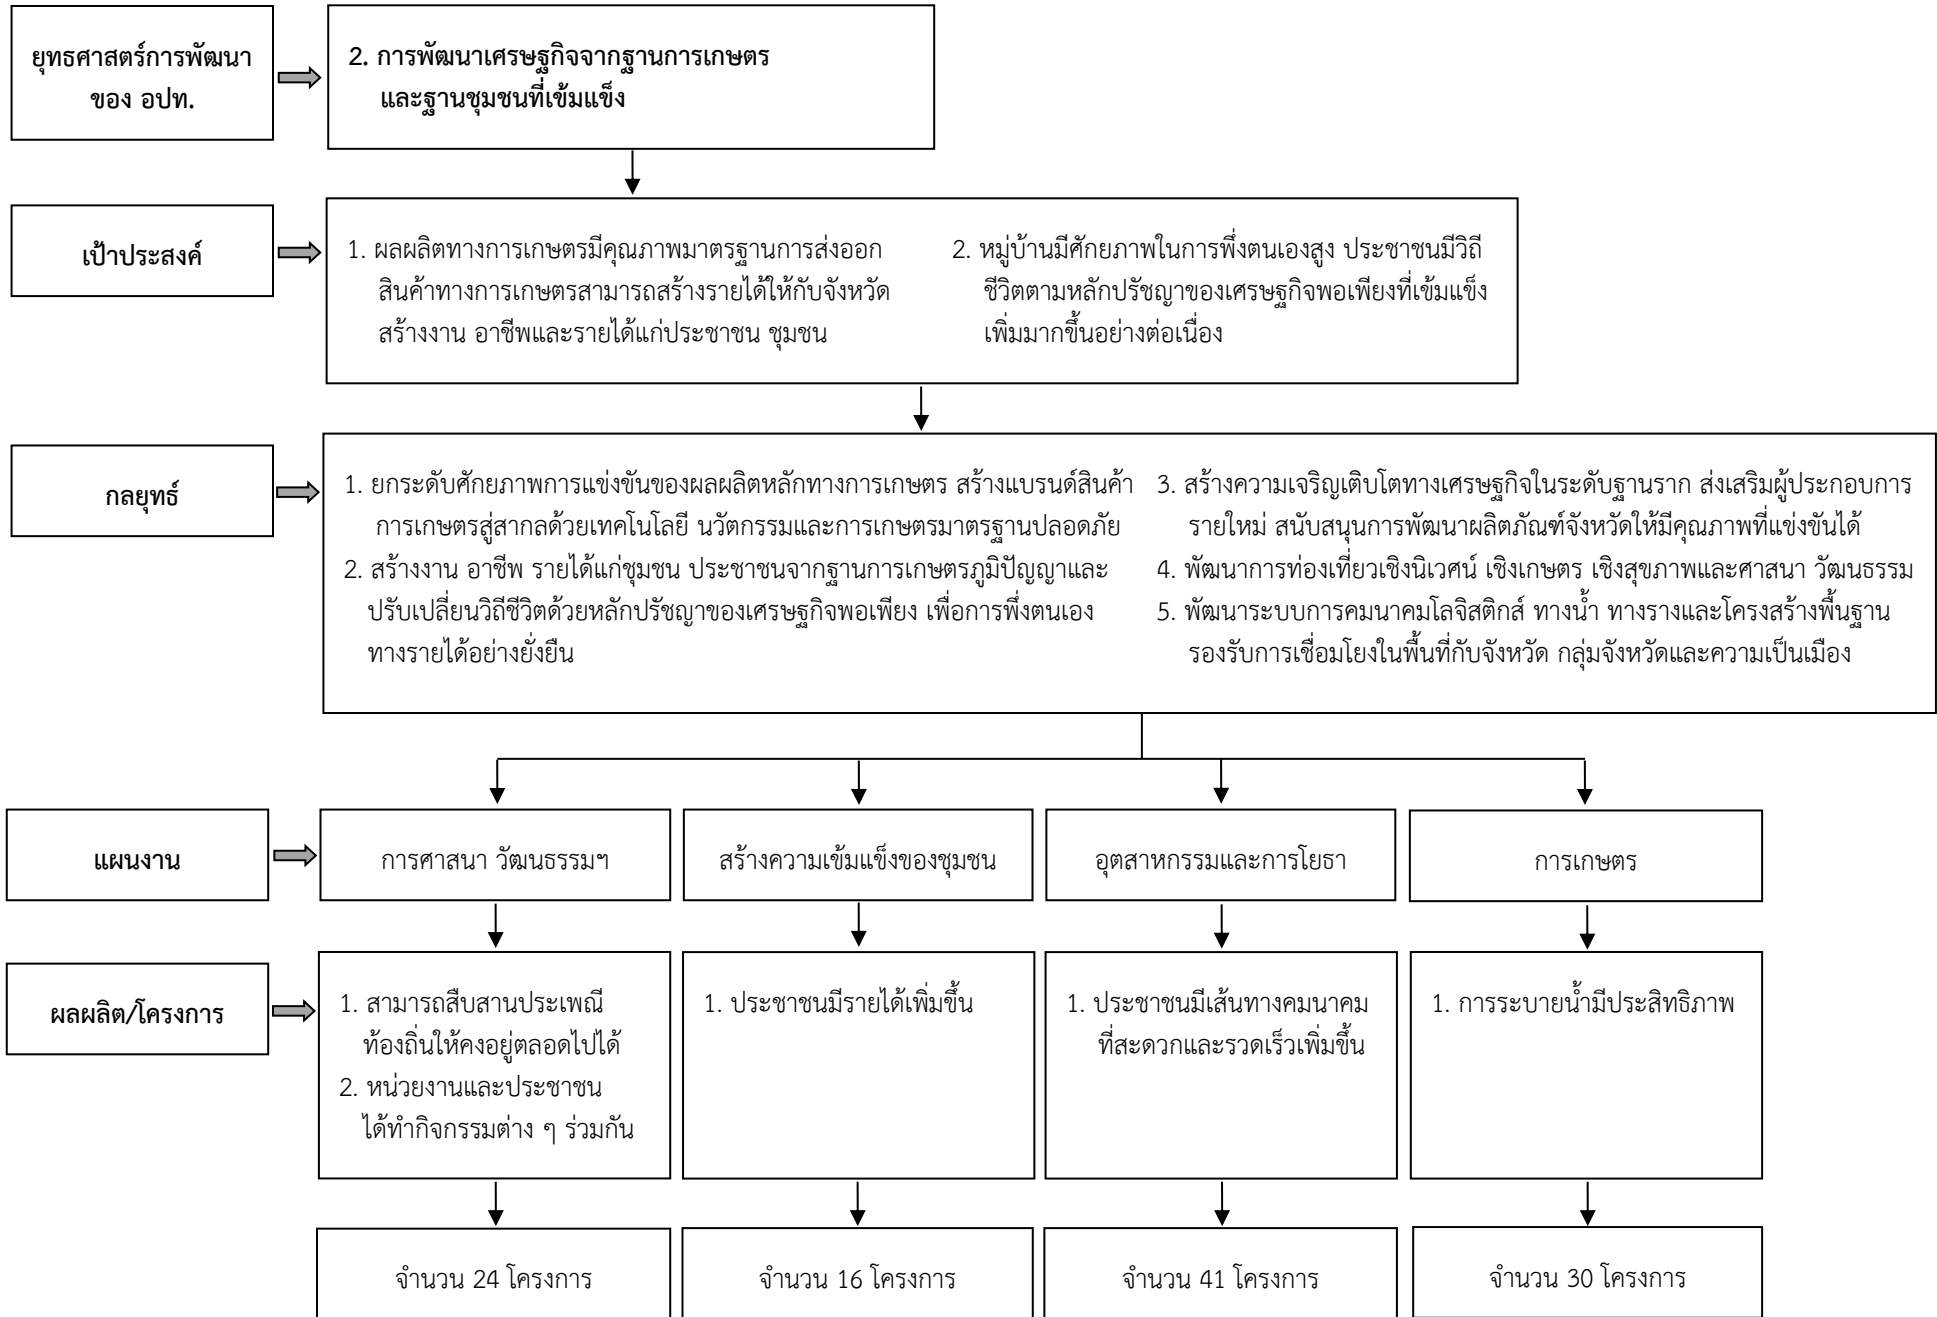 ยุทธศาสตร์การพัฒนา
ของ อปท.
2. การพัฒนาเศรษฐกิจจากฐานการเกษตร
และฐานชุมชนที่เข้มแข็ง
เป้าประสงค์
1. ผลผลิตทางการเกษตรมีคุณภาพมาตรฐานการส่งออก
สินค้าทางการเกษตรสามารถสร้างรายได้ให้กับจังหวัด
สร้างงาน อาชีพและรายได้แก่ประชาชน ชุมชน
2. หมู่บ้านมีศักยภาพในการพึ่งตนเองสูง ประชาชนมีวิถี
ชีวิตตามหลักปรัชญาของเศรษฐกิจพอเพียงที่เข้มแข็ง
เพิ่มมากขึ้นอย่างต่อเนื่อง
กลยุทธ์
1. ยกระดับศักยภาพการแข่งขันของผลผลิตหลักทางการเกษตร สร้างแบรนด์สินค้า
การเกษตรสู่สากลด้วยเทคโนโลยี นวัตกรรมและการเกษตรมาตรฐานปลอดภัย
2. สร้างงาน อาชีพ รายได้แก่ชุมชน ประชาชนจากฐานการเกษตรภูมิปัญญาและ
ปรับเปลี่ยนวิถีชีวิตด้วยหลักปรัชญาของเศรษฐกิจพอเพียง เพื่อการพึ่งตนเอง
ทางรายได้อย่างยั่งยืน
3. สร้างความเจริญเติบโตทางเศรษฐกิจในระดับฐานราก ส่งเสริมผู้ประกอบการ
รายใหม่ สนับสนุนการพัฒนาผลิตภัณฑ์จังหวัดให้มีคุณภาพที่แข่งขันได้
4. พัฒนาการท่องเที่ยวเชิงนิเวศน์ เชิงเกษตร เชิงสุขภาพและศาสนา วัฒนธรรม
5. พัฒนาระบบการคมนาคมโลจิสติกส์ ทางน้ำ ทางรางและโครงสร้างพื้นฐาน
รองรับการเชื่อมโยงในพื้นที่กับจังหวัด กลุ่มจังหวัดและความเป็นเมือง
แผนงาน
การศาสนา วัฒนธรรมฯ
สร้างความเข้มแข็งของชุมชน
อุตสาหกรรมและการโยธา
การเกษตร
ผลผลิต/โครงการ
1. สามารถสืบสานประเพณี
ท้องถิ่นให้คงอยู่ตลอดไปได้
2. หน่วยงานและประชาชน
ได้ทำกิจกรรมต่าง ๆ ร่วมกัน
1. ประชาชนมีรายได้เพิ่มขึ้น
1. ประชาชนมีเส้นทางคมนาคม
ที่สะดวกและรวดเร็วเพิ่มขึ้น
1. การระบายน้ำมีประสิทธิภาพ
จำนวน 24 โครงการ
จำนวน 16 โครงการ
จำนวน 41 โครงการ
จำนวน 30 โครงการ